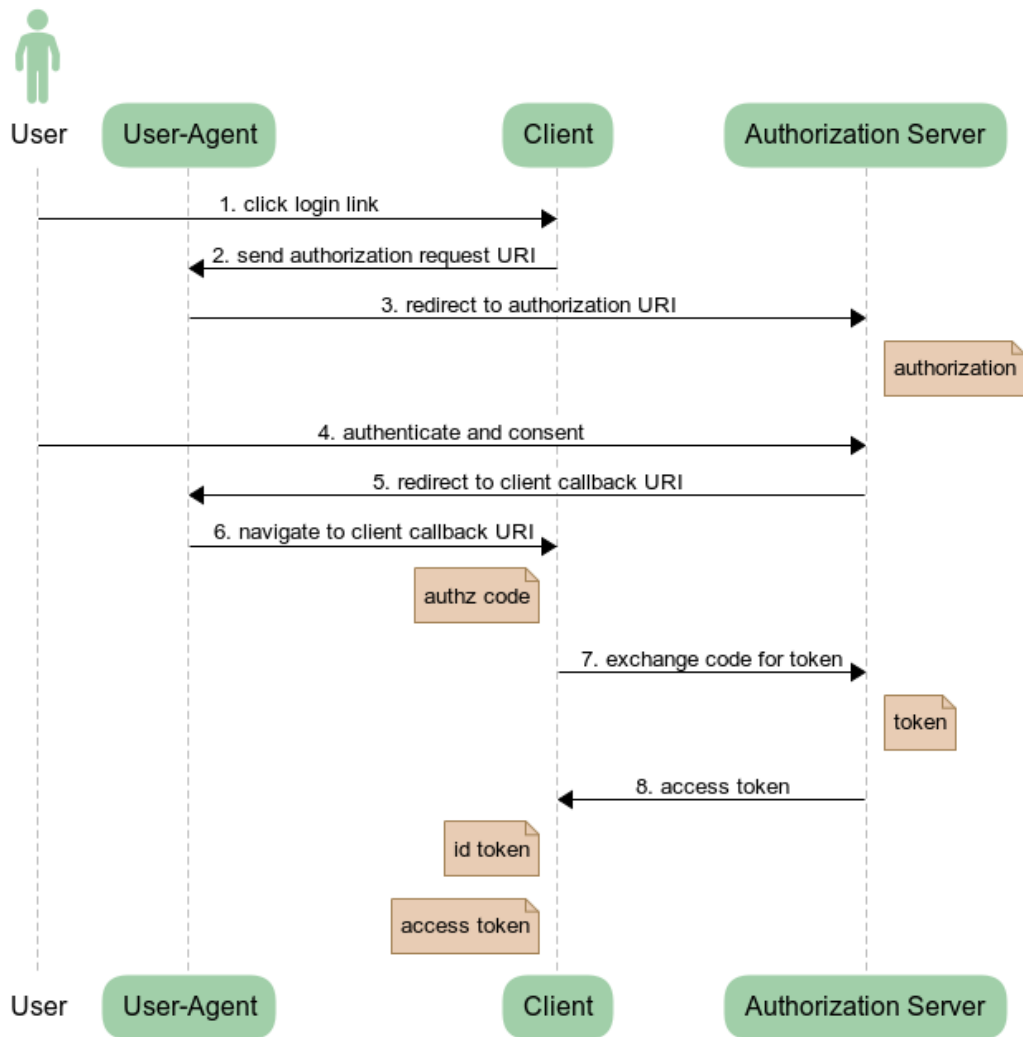 User
User-Agent
Client
Authorization Server
1. click login link
2. send authorization request URI
3. redirect to authorization URI
authorization
4. authenticate and consent
5. redirect to client callback URI
6. navigate to client callback URI
authz code
7. exchange code for token
token
8. access token
id token
access token
User
User-Agent
Client
Authorization Server